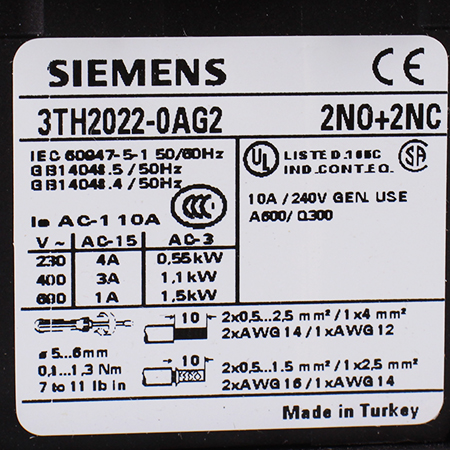 SIEMENS CE
3TH2022-0AG2 2NO+2NC
IEC 60947-5-1 50/60Hz
GB14048.5 / 50Hz
GB14048.4 / 50Hz
UL LISTED.165C
IND.CONT.EQ.
SA
Ie AC-1 10A CCC
10A / 240V GEN. USE
A600/ Q300
V ~ AC-15 AC-3
230 4A 0,55kW
400 3A 1,1kW
690 1A 1,5kW
10 2x0,5...2,5 mm² / 1x4 mm²
2xAWG14 / 1xAWG12
ø 5...6mm
0,8...1,3 Nm
7 to 11 lb in
10 2x0,5...1.5 mm² / 1x2,5 mm²
2xAWG16 / 1xAWG14
Made in Turkey